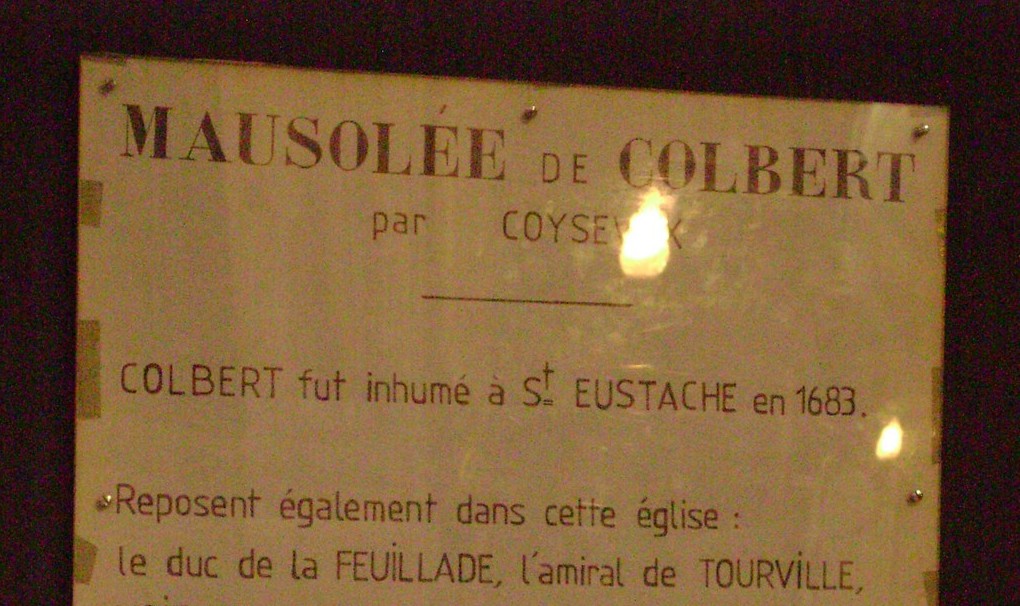 MAUSOLÉE DE COLBERT
par
COLBERT fut inhumé à St EUSTACHE en 1683.
Reposent également dans cette église :
le duc de la FEUILLADE, l'amiral de TOURVILLE,